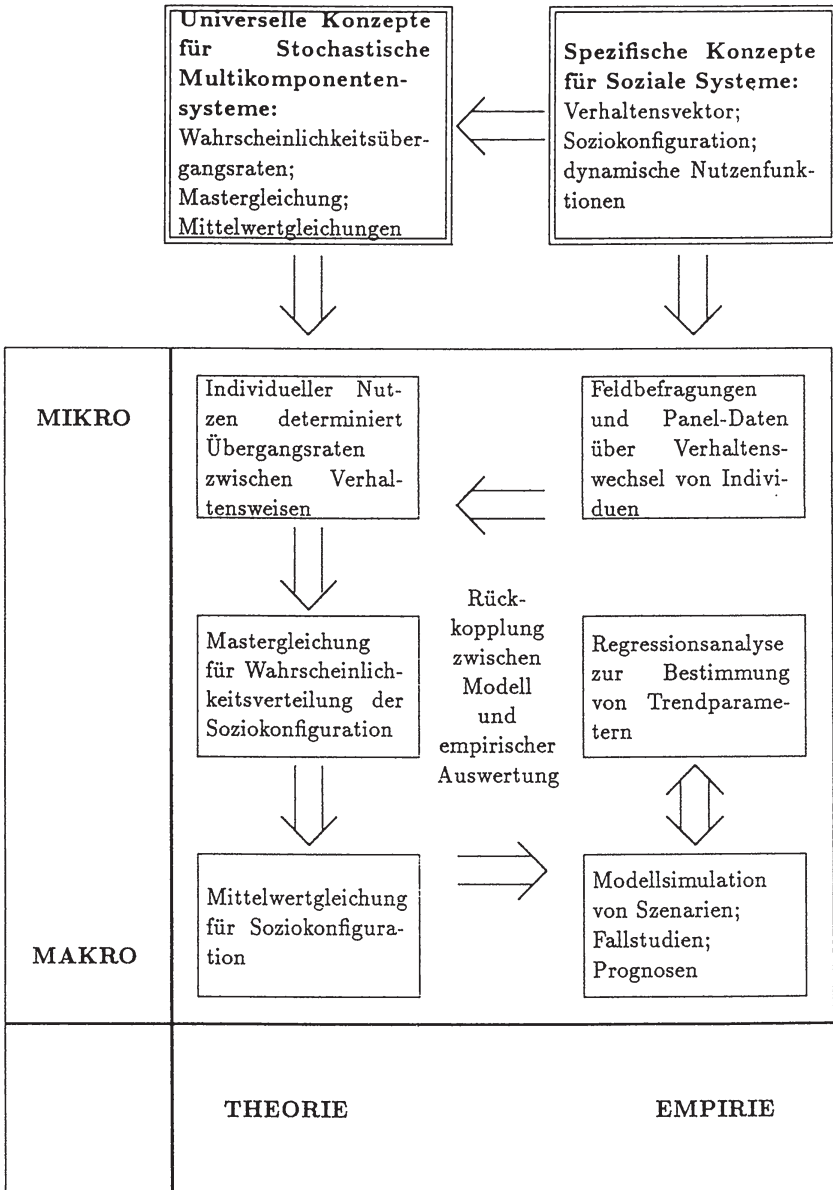 Universelle Konzepte
für Stochastische
Multikomponenten-
systeme:
Wahrscheinlichkeitsüber-
gangsraten;
Mastergleichung;
Mittelwertgleichungen
Spezifische Konzepte
für Soziale Systeme:
Verhaltensvektor;
Soziokonfiguration;
dynamische Nutzenfunk-
tionen
MIKRO
Individueller Nut-
zen determiniert
Übergangsraten
zwischen Verhal-
tensweisen
Feldbefragungen
und Panel-Daten
über Verhaltens-
wechsel von Indivi-
duen
Mastergleichung
für Wahrscheinlich-
keitsverteilung der
Soziokonfiguration
Rück-
kopplung
zwischen
Modell
und
empirischer
Auswertung
Regressionsanalyse
zur Bestimmung
von Trendparame-
tern
MAKRO
Mittelwertgleichung
für Soziokonfigura-
tion
Modellsimulation
von Szenarien;
Fallstudien;
Prognosen
THEORIE
EMPIRIE